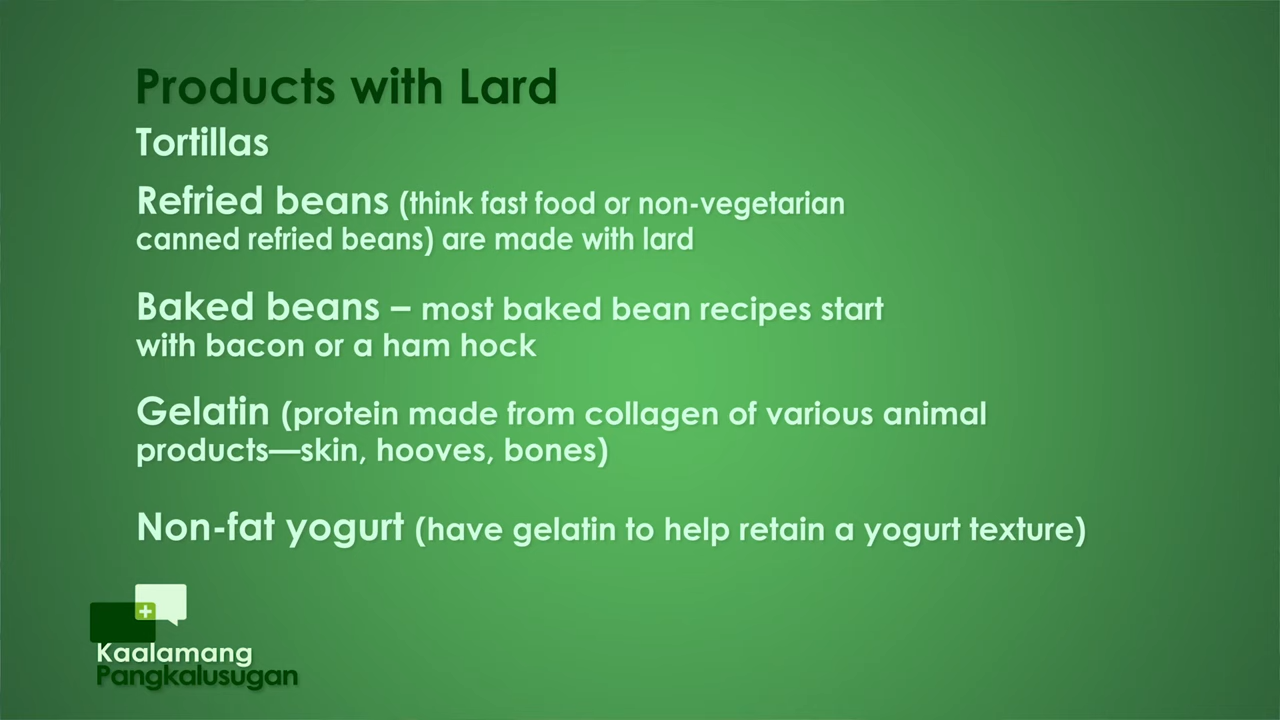 Products with Lard
Tortillas
Refried beans (think fast food or non-vegetarian
canned refried beans) are made with lard
Baked beans – most baked bean recipes start
with bacon or a ham hock
Gelatin (protein made from collagen of various animal
products—skin, hooves, bones)
Non-fat yogurt (have gelatin to help retain a yogurt texture)
Kaalamang
Pangkalusugan